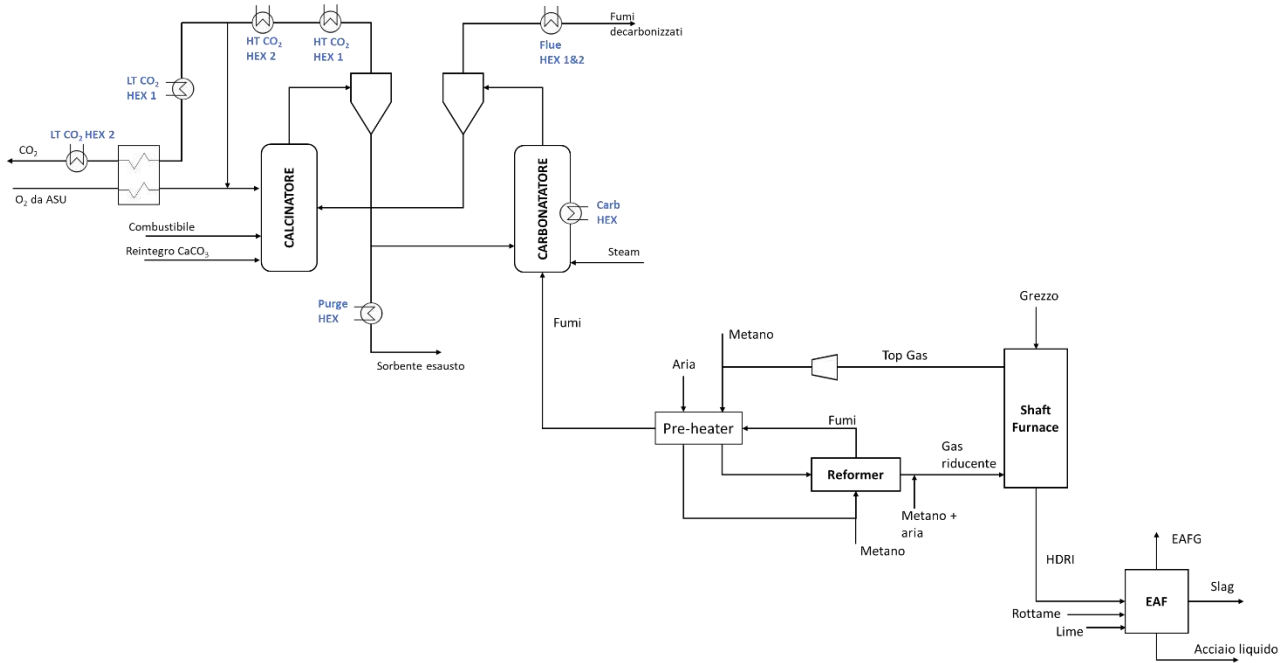 HT CO₂
HEX 2
HT CO₂
HEX 1
Flue
HEX 1&2
Fumi
decarbonizzati
LT CO₂
HEX 1
LT CO₂ HEX 2
CO₂
O₂ da ASU
CALCINATORE
CARBONATATORE
Carb
HEX
Combustibile
Reintegro CaCO₃
Steam
Purge
HEX
Fumi
Sorbente esausto
Grezzo
Metano
Top Gas
Aria
Shaft
Furnace
Pre-heater
Fumi
Gas
riducente
Reformer
Metano +
aria
Metano
EAFG
HDRI
Slag
EAF
Rottame
Lime
Acciaio liquido